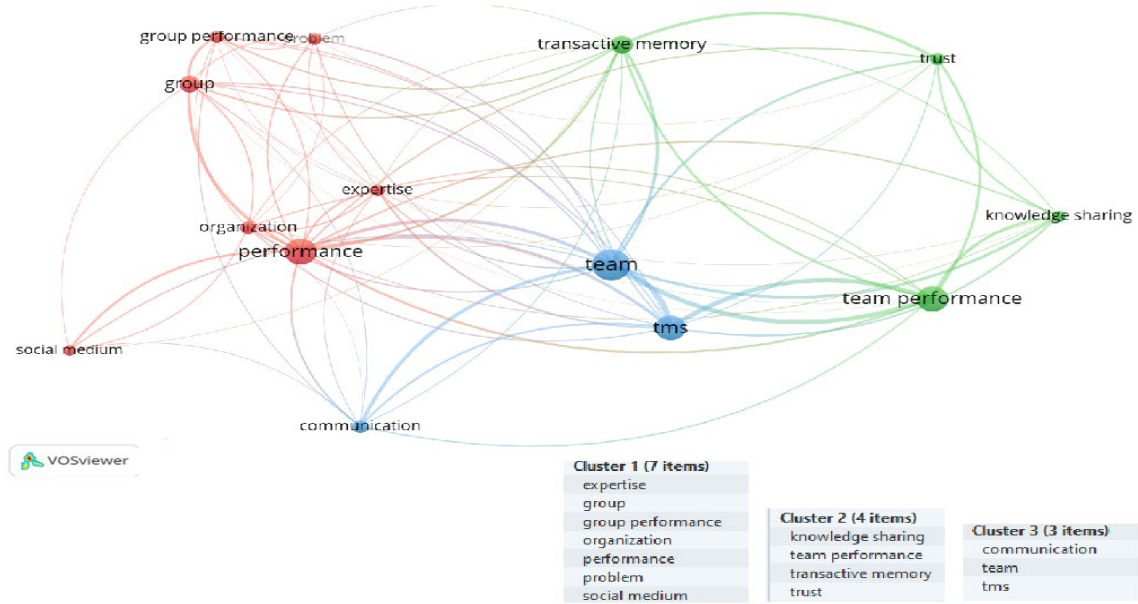 group performance
problem
group
transactive memory
trust
expertise
organization
performance
knowledge sharing
team
team performance
tms
social medium
communication
VOSviewer
Cluster 1 (7 items)
expertise
group
group performance
organization
performance
problem
social medium
Cluster 2 (4 items)
knowledge sharing
team performance
transactive memory
trust
Cluster 3 (3 items)
communication
team
tms